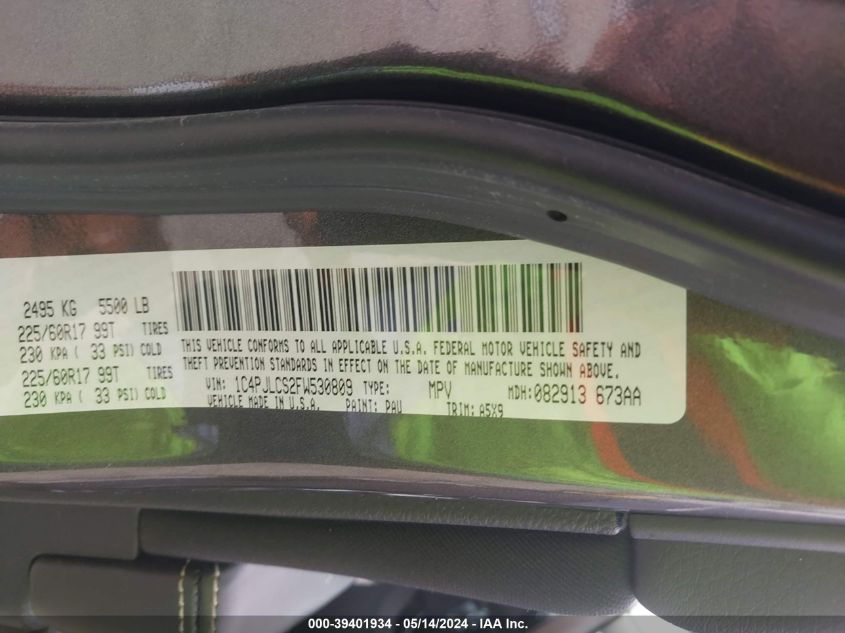 2495 KG 5500 LB
225/60R17 99T TIRES
230 KPA ( 33 PSI) COLD
225/60R17 99T TIRES
230 KPA ( 33 PSI) COLD
THIS VEHICLE CONFORMS TO ALL APPLICABLE U.S.A. FEDERAL MOTOR VEHICLE SAFETY AND
THEFT PREVENTION STANDARDS IN EFFECT ON THE DATE OF MANUFACTURE SHOWN ABOVE.
VIN: 1C4PJLCS2FW530809 TYPE: MPV MDH:082913 673AA
VEHICLE MADE IN U.S.A. PAINT: PAU TRIM: A5X9
000-39401934 - 05/14/2024 - IAA Inc.